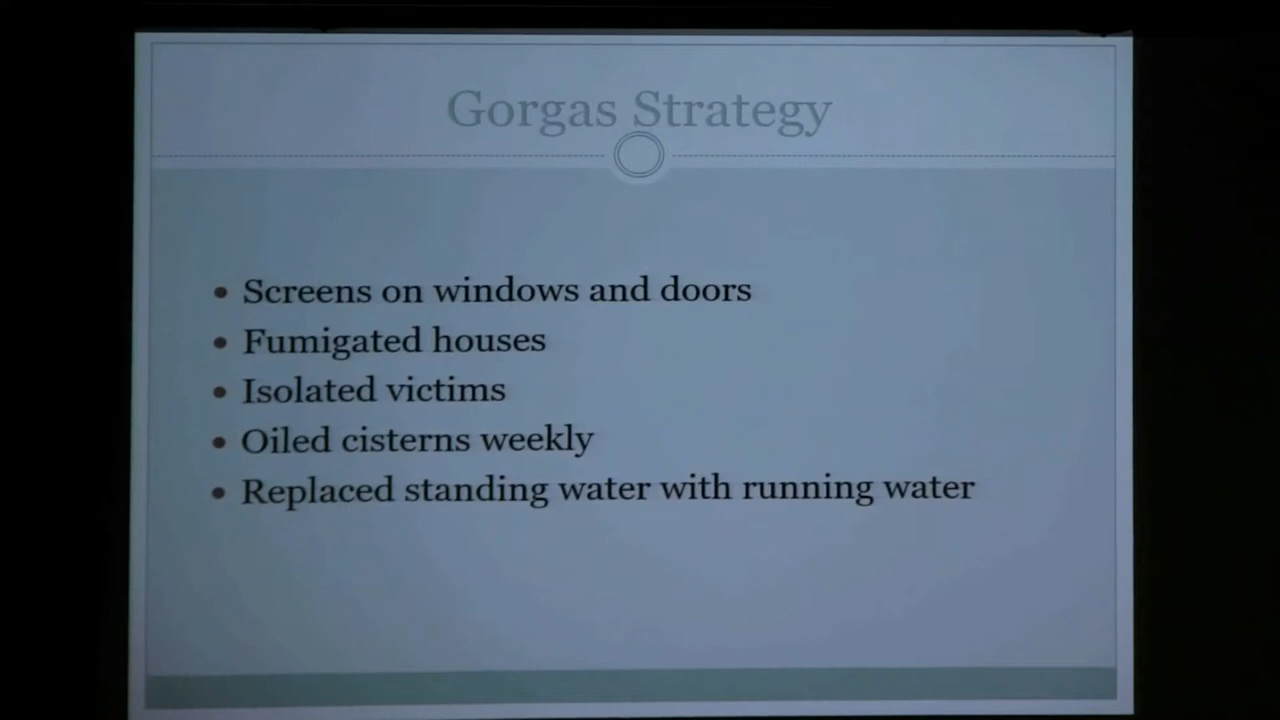 Gorgas Strategy
• Screens on windows and doors
• Fumigated houses
• Isolated victims
• Oiled cisterns weekly
• Replaced standing water with running water